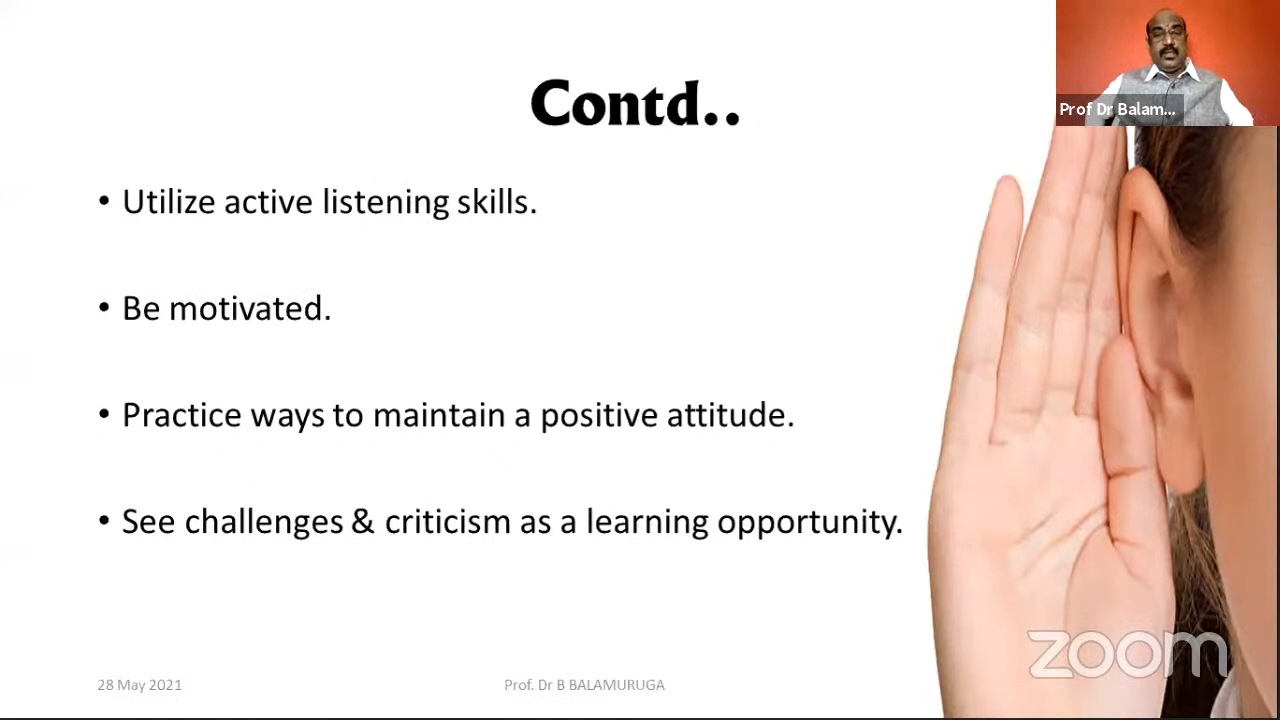 Contd..
Prof Dr Balam...
• Utilize active listening skills.
• Be motivated.
• Practice ways to maintain a positive attitude.
• See challenges & criticism as a learning opportunity.
zoom
28 May 2021
Prof. Dr B BALAMURUGA